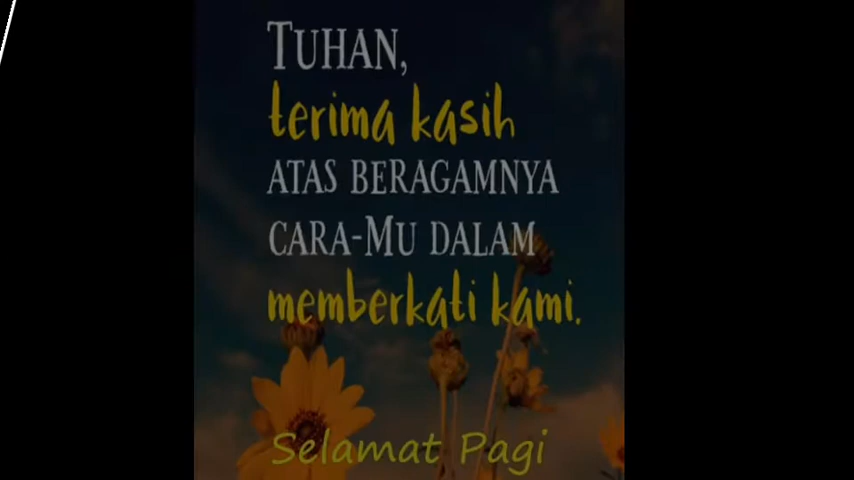 TUHAN,
terima kasih
ATAS BERAGAMNYA
CARA-MU DALAM
memberkati kami.
Selamat Pagi